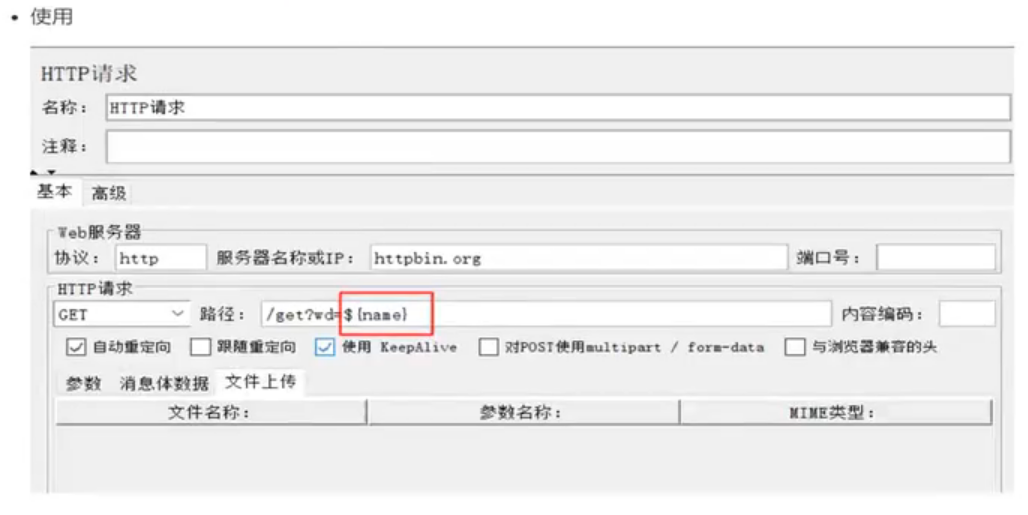 • 使用
HTTP请求
名称： HTTP请求
注释：
基本 高级
Web服务器
协议： http 服务器名称或IP： httpbin.org 端口号：
HTTP请求
GET 路径： /get?wd=${name} 内容编码：
自动重定向 跟随重定向 使用 KeepAlive 对POST使用multipart / form-data 与浏览器兼容的头
参数 消息体数据 文件上传
文件名称： 参数名称： MIME类型：